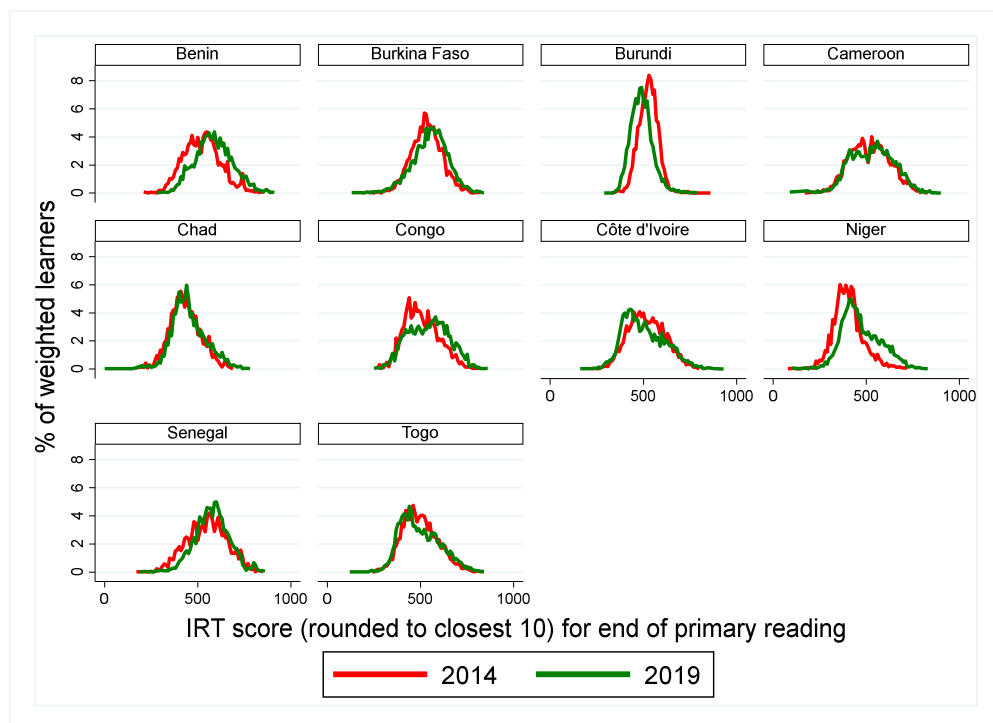 % of weighted learners
Benin Burkina Faso Burundi Cameroon
8
6
4
2
0
Chad Congo Côte d'Ivoire Niger
8
6
4
2
0
0 500 1000 0 500 1000
Senegal Togo
8
6
4
2
0
0 500 1000 0 500 1000
IRT score (rounded to closest 10) for end of primary reading
2014 2019